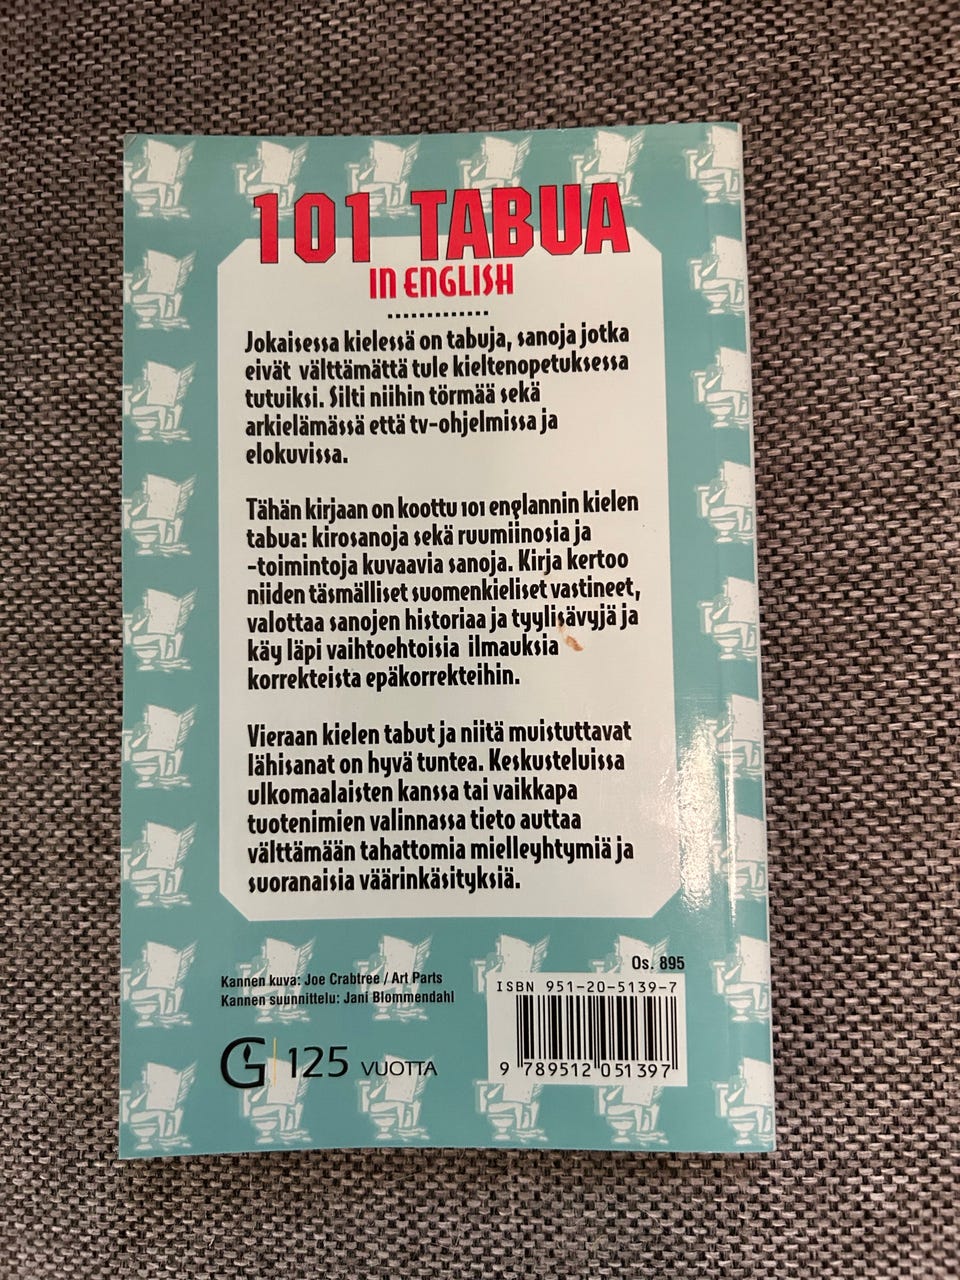 101 TABUA
IN ENGLISH
Jokaisessa kielessä on tabuja, sanoja jotka
eivät välttämättä tule kieltenopetuksessa
tutuiksi. Silti niihin törmää sekä
arkielämässä että tv-ohjelmissa ja
elokuvissa.
Tähän kirjaan on koottu 101 englannin kielen
tabua: kirosanoja sekä ruumiinosia ja
-toimintoja kuvaavia sanoja. Kirja kertoo
niiden täsmälliset suomenkieliset vastineet,
valottaa sanojen historiaa ja tyylisävyjä ja
käy läpi vaihtoehtoisia ilmauksia
korrekteista epäkorrekteihin.
Vieraan kielen tabut ja niitä muistuttavat
lähisanat on hyvä tuntea. Keskusteluissa
ulkomaalaisten kanssa tai vaikkapa
tuotenimien valinnassa tieto auttaa
välttämään tahattomia mielleyhtymiä ja
suoranaisia väärinkäsityksiä.
Kannen kuva: Joe Crabtree / Art Parts
Kannen suunnittelu: Jani Blommendahl
G 125 VUOTTA
Os. 895
ISBN 951-20-5139-7
9 789512 051397